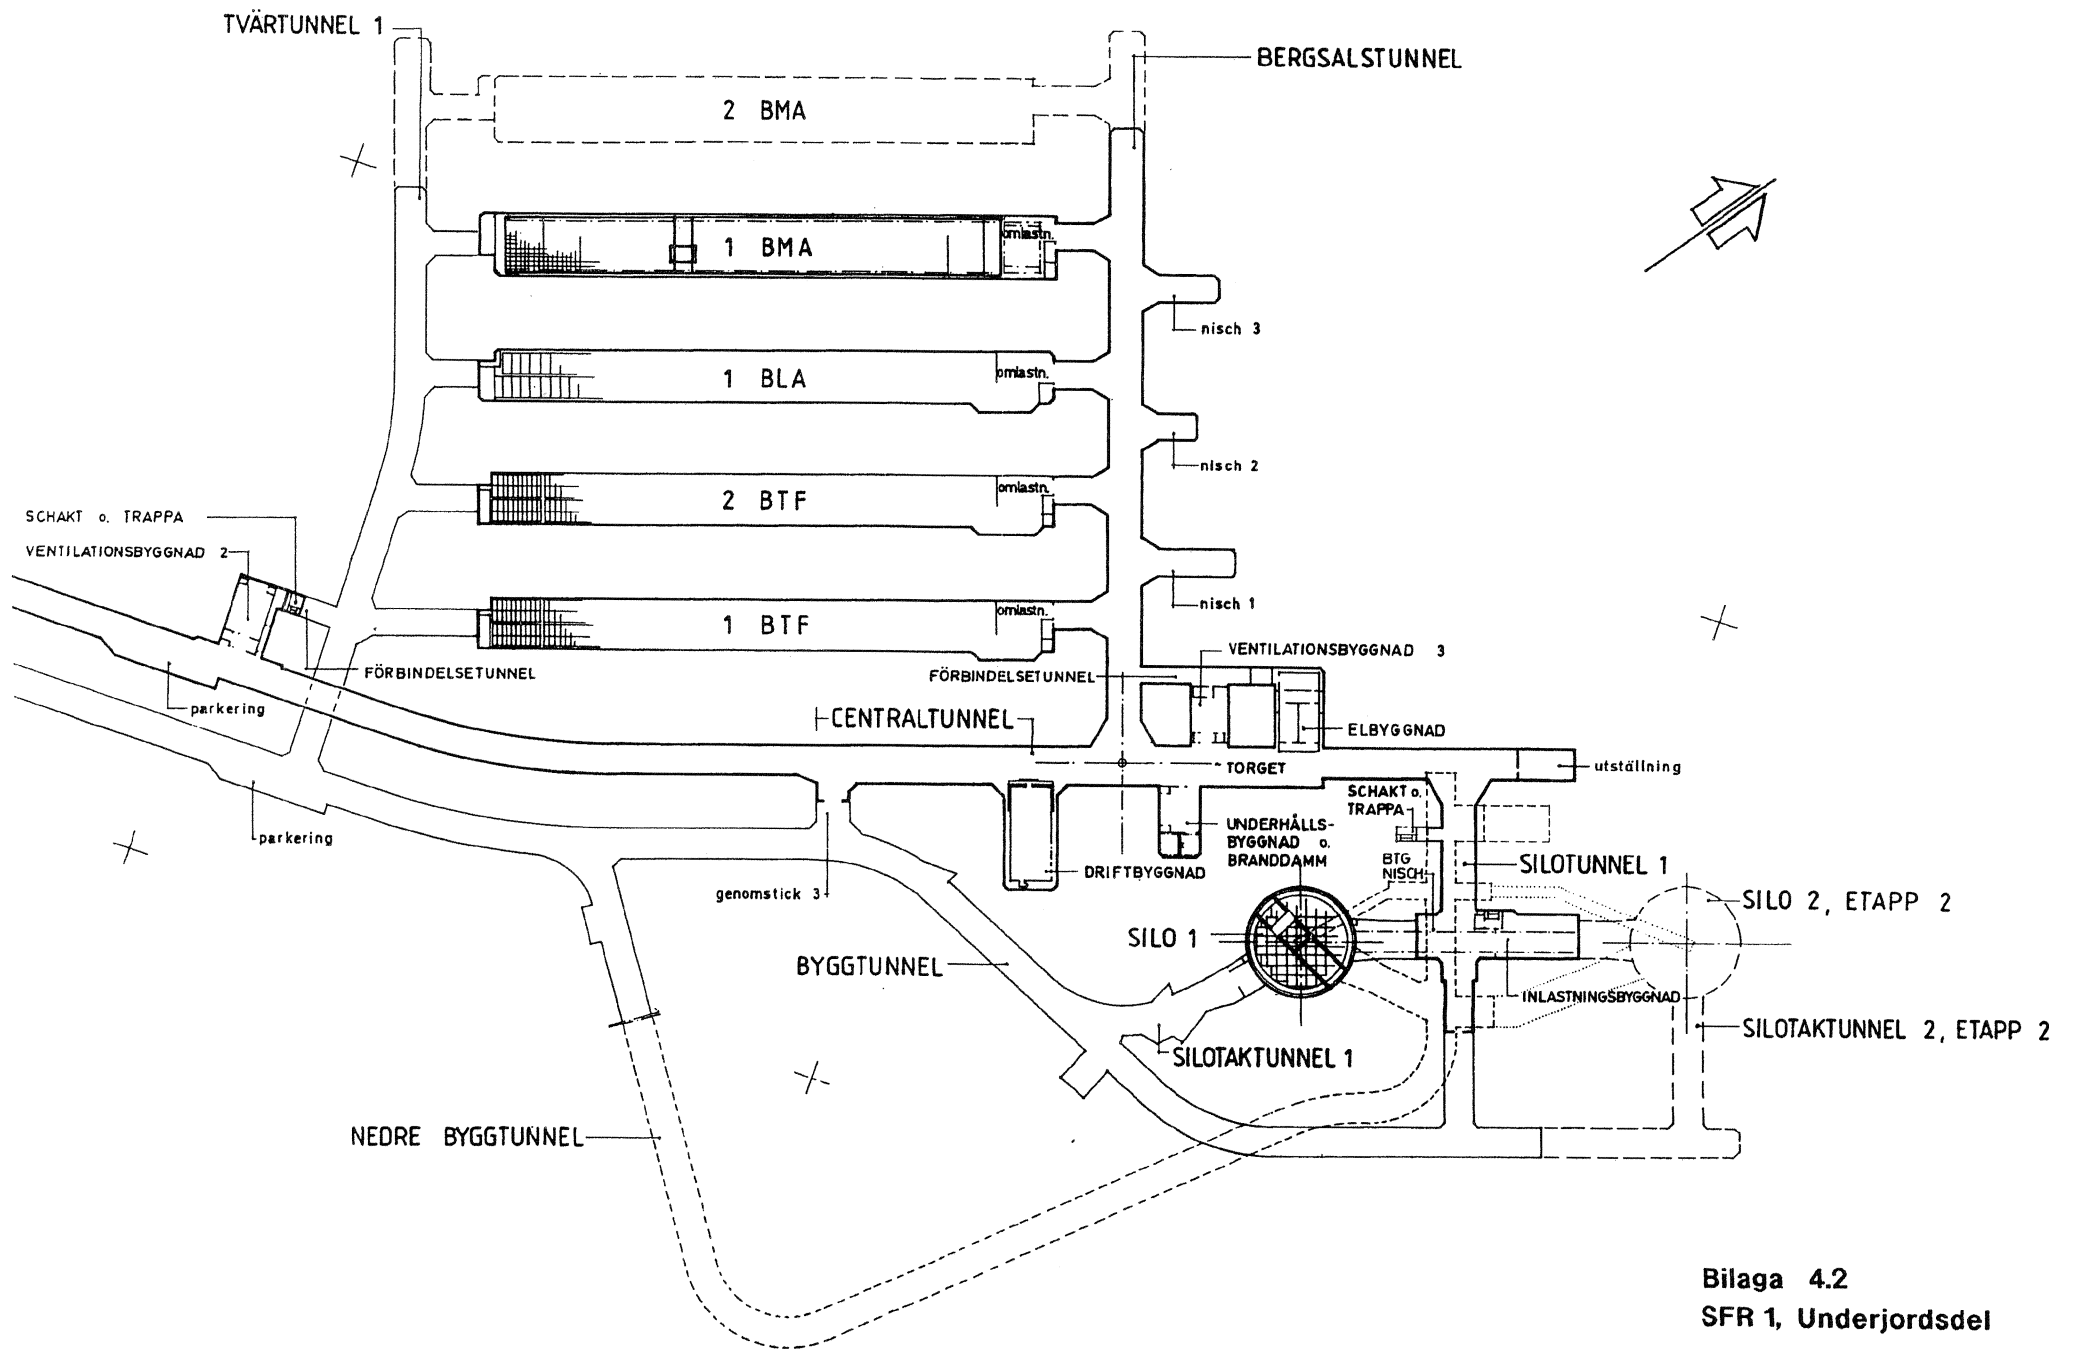 TVÄRTUNNEL 1
BERGSALSTUNNEL
2 BMA
1 BMA
omlastn.
nisch 3
1 BLA
omlastn.
nisch 2
2 BTF
omlastn.
SCHAKT o. TRAPPA
VENTILATIONSBYGGNAD 2
nisch 1
1 BTF
omlastn.
VENTILATIONSBYGGNAD 3
FÖRBINDELSETUNNEL
FÖRBINDELSETUNNEL
parkering
CENTRALTUNNEL
ELBYGGNAD
TORGET
utställning
SCHAKT o.
TRAPPA
parkering
UNDERHÅLLS-
BYGGNAD o.
BRANDDAMM
BTG
NISCH
SILOTUNNEL 1
DRIFTBYGGNAD
genomstick 3
SILO 2, ETAPP 2
SILO 1
BYGGTUNNEL
INLASTNINGSBYGGNAD
SILOTAKTUNNEL 2, ETAPP 2
SILOTAKTUNNEL 1
NEDRE BYGGTUNNEL
Bilaga 4.2
SFR 1, Underjordsdel